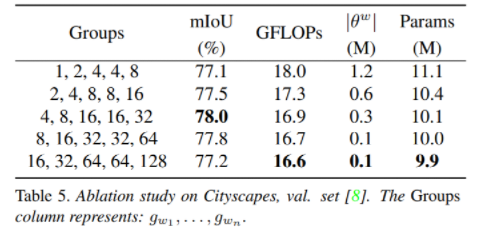 Groups mIoU (%) GFLOPs |θ^w| (M) Params (M)
1, 2, 4, 4, 8 77.1 18.0 1.2 11.1
2, 4, 8, 8, 16 77.5 17.3 0.6 10.4
4, 8, 16, 16, 32 78.0 16.9 0.3 10.1
8, 16, 32, 32, 64 77.8 16.7 0.1 10.0
16, 32, 64, 64, 128 77.2 16.6 0.1 9.9
Table 5. Ablation study on Cityscapes, val. set [8]. The Groups
column represents: g_{w_1}, . . . , g_{w_n}.